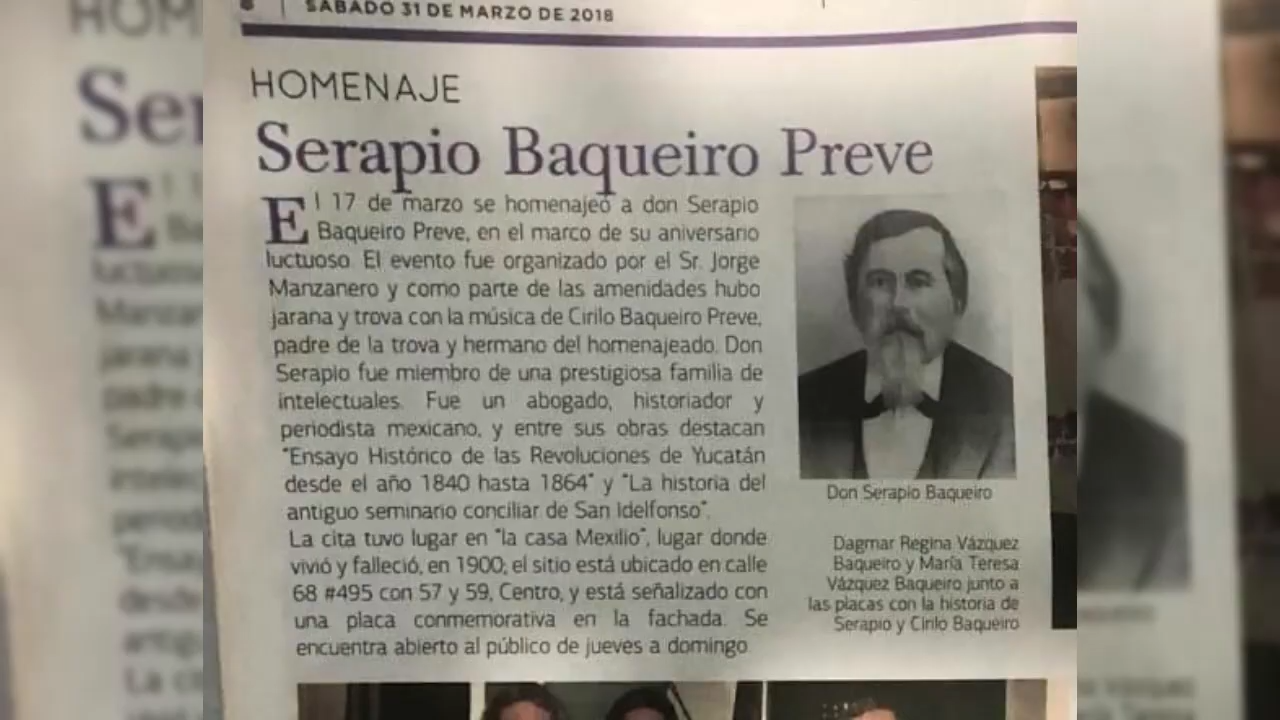 SÁBADO 31 DE MARZO DE 2018
HOMENAJE
Serapio Baqueiro Preve
El 17 de marzo se homenajeó a don Serapio
Baqueiro Preve, en el marco de su aniversario
luctuoso. El evento fue organizado por el Sr. Jorge
Manzanero y como parte de las amenidades hubo
jarana y trova con la música de Cirilo Baqueiro Preve,
padre de la trova y hermano del homenajeado. Don
Serapio fue miembro de una prestigiosa familia de
intelectuales. Fue un abogado, historiador y
periodista mexicano, y entre sus obras destacan
"Ensayo Histórico de las Revoluciones de Yucatán
desde el año 1840 hasta 1864" y "La historia del
antiguo seminario conciliar de San Idelfonso".
La cita tuvo lugar en "la casa Mexilio", lugar donde
vivió y falleció, en 1900; el sitio está ubicado en calle
68 #495 con 57 y 59, Centro, y está señalizado con
una placa conmemorativa en la fachada. Se
encuentra abierto al público de jueves a domingo.
Don Serapio Baqueiro
Dagmar Regina Vázquez
Baqueiro y María Teresa
Vázquez Baqueiro junto a
las placas con la historia de
Serapio y Cirilo Baqueiro